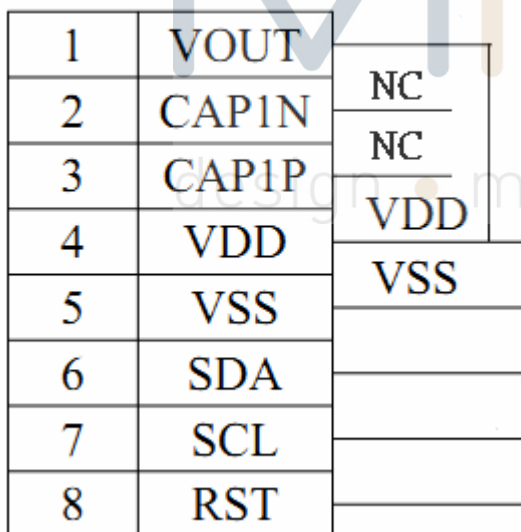 1 VOUT
NC
2 CAP1N
NC
3 CAP1P
design.m
VDD
4 VDD
VSS
5 VSS
6 SDA
7 SCL
8 RST